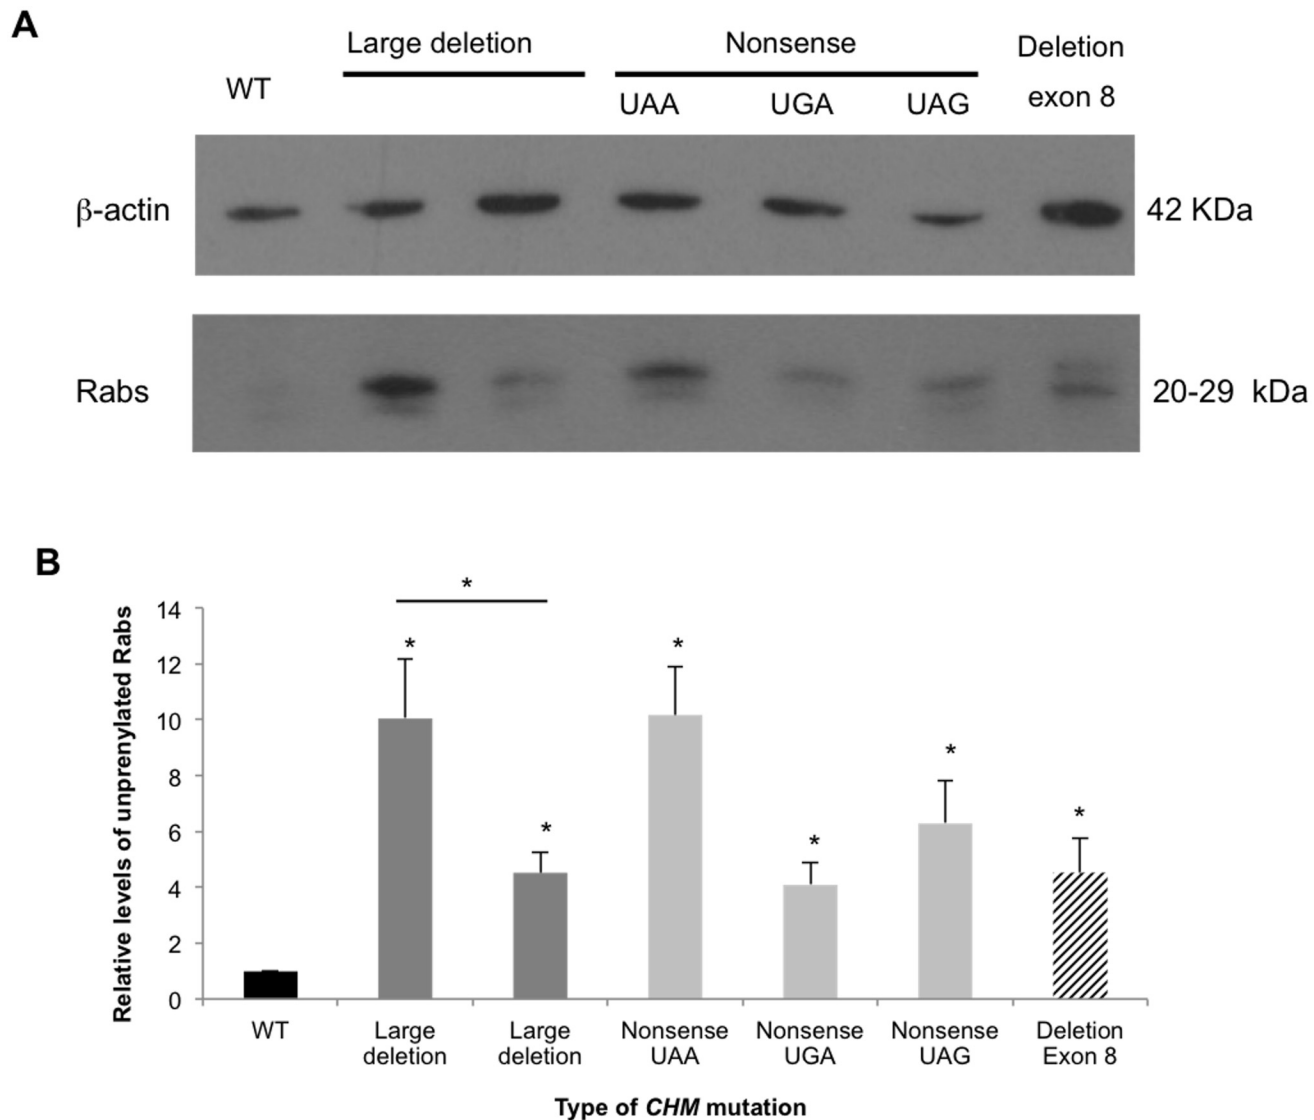 A
WT
Large deletion
Nonsense
Deletion
exon 8
UAA UGA UAG
β-actin
42 KDa
Rabs
20-29 kDa
B
*
* * * * * *
Relative levels of unprenylated Rabs
14
12
10
8
6
4
2
0
WT
Large
deletion
Large
deletion
Nonsense
UAA
Nonsense
UGA
Nonsense
UAG
Deletion
Exon 8
Type of CHM mutation